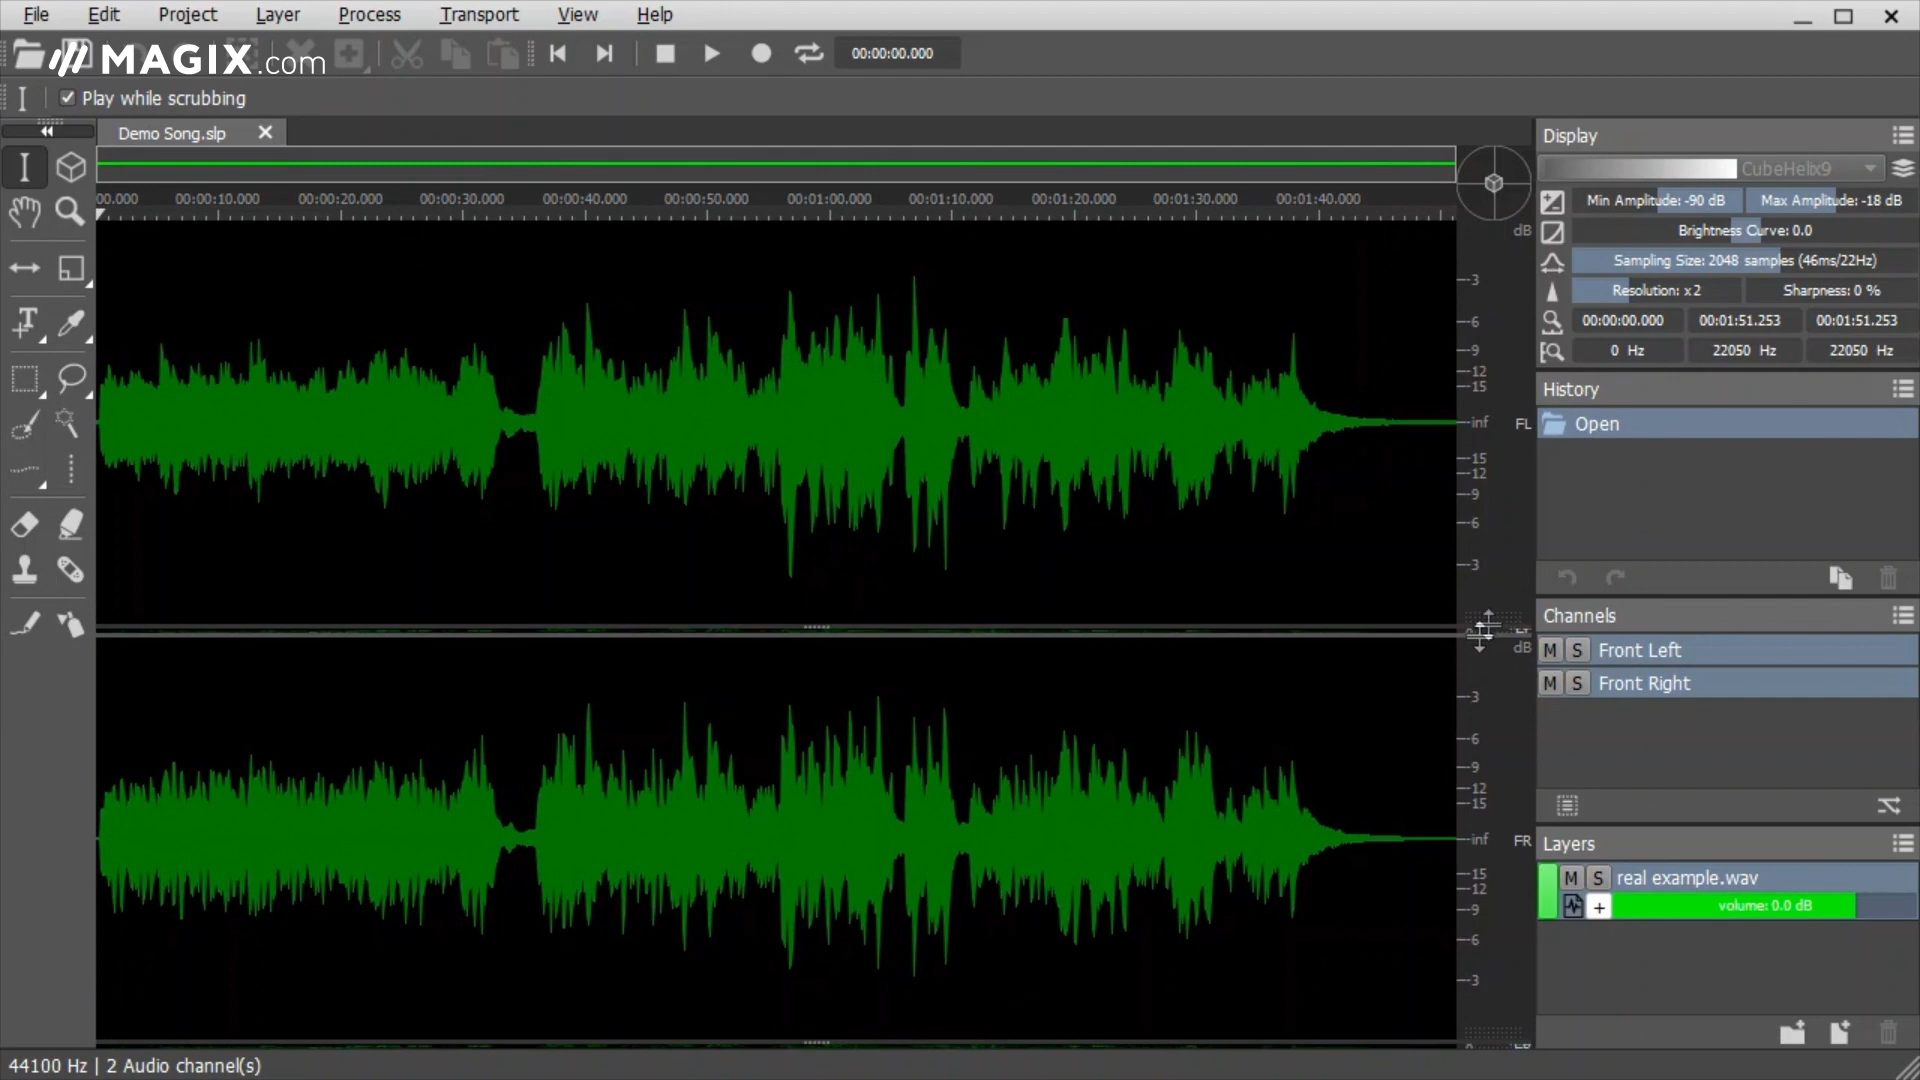 File Edit Project Layer Process Transport View Help
MAGIX.com
00:00:00.000
Play while scrubbing
Demo Song.slp
00.000 00:00:10.000 00:00:20.000 00:00:30.000 00:00:40.000 00:00:50.000 00:01:00.000 00:01:10.000 00:01:20.000 00:01:30.000 00:01:40.000
dB
-3
-6
-9
-12
-15
-inf FL
-15
-12
-9
-6
-3
dB
-3
-6
-9
-12
-15
-inf FR
-15
-12
-9
-6
-3
Display
CubeHelix9
Min Amplitude: -90 dB Max Amplitude: -18 dB
Brightness Curve: 0.0
Sampling Size: 2048 samples (46ms/22Hz)
Resolution: x2 Sharpness: 0 %
00:00:00.000 00:01:51.253 00:01:51.253
0 Hz 22050 Hz 22050 Hz
History
Open
Channels
M S Front Left
M S Front Right
Layers
M S real example.wav
+ volume: 0.0 dB
44100 Hz | 2 Audio channel(s)